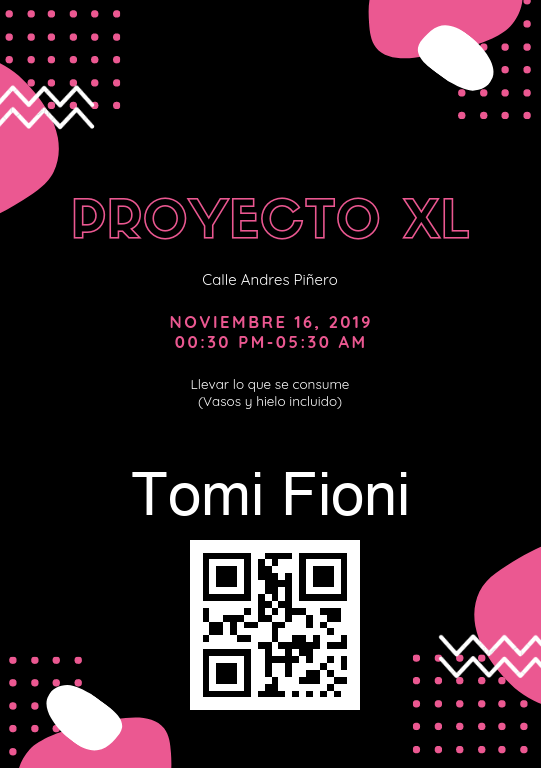 PROYECTO XL
Calle Andres Piñero
NOVIEMBRE 16, 2019
00:30 PM-05:30 AM
Llevar lo que se consume
(Vasos y hielo incluido)
Tomi Fioni